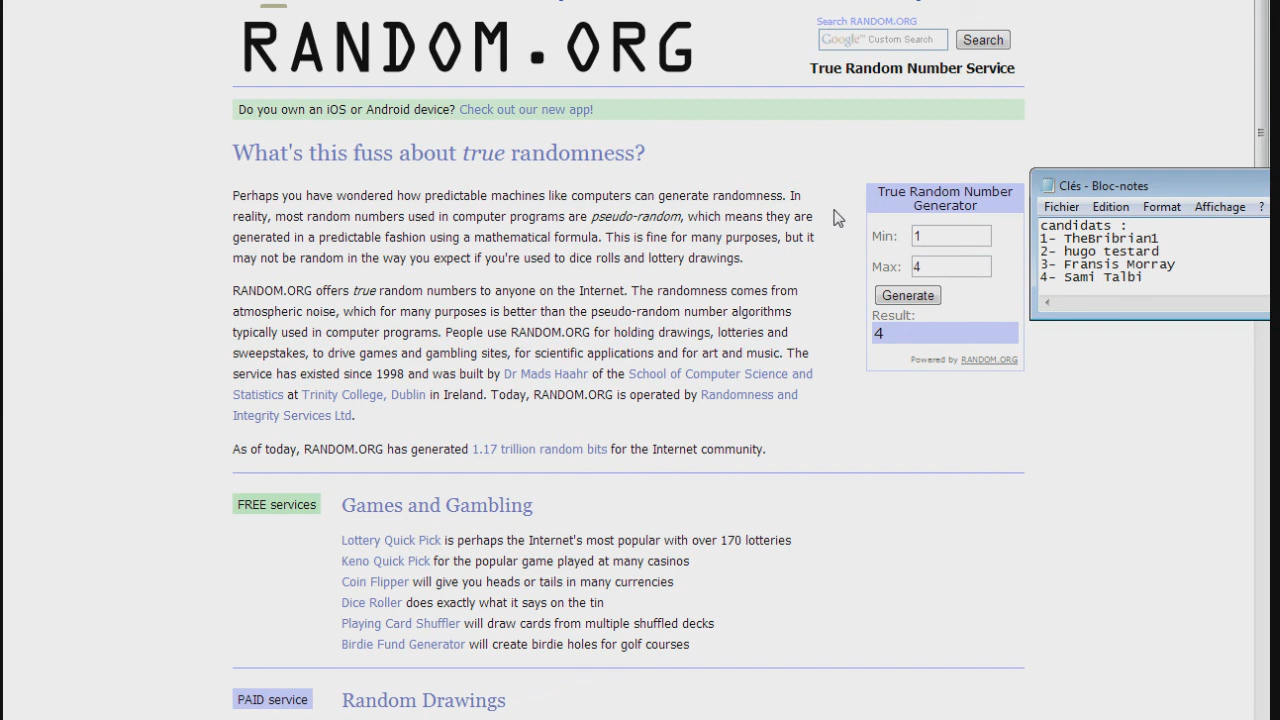 RANDOM.ORG
Search RANDOM.ORG
Google™ Custom Search
Search
True Random Number Service
Do you own an iOS or Android device? Check out our new app!
What's this fuss about true randomness?
Perhaps you have wondered how predictable machines like computers can generate randomness. In
reality, most random numbers used in computer programs are pseudo-random, which means they are
generated in a predictable fashion using a mathematical formula. This is fine for many purposes, but it
may not be random in the way you expect if you're used to dice rolls and lottery drawings.
RANDOM.ORG offers true random numbers to anyone on the Internet. The randomness comes from
atmospheric noise, which for many purposes is better than the pseudo-random number algorithms
typically used in computer programs. People use RANDOM.ORG for holding drawings, lotteries and
sweepstakes, to drive games and gambling sites, for scientific applications and for art and music. The
service has existed since 1998 and was built by Dr Mads Haahr of the School of Computer Science and
Statistics at Trinity College, Dublin in Ireland. Today, RANDOM.ORG is operated by Randomness and
Integrity Services Ltd.
As of today, RANDOM.ORG has generated 1.17 trillion random bits for the Internet community.
True Random Number
Generator
Min: 1
Max: 4
Generate
Result:
4
Powered by RANDOM.ORG
Clés - Bloc-notes
Fichier Edition Format Affichage ?
candidats :
1- TheBribrian1
2- hugo testard
3- Fransis Morray
4- Sami Talbi
FREE services
Games and Gambling
Lottery Quick Pick is perhaps the Internet's most popular with over 170 lotteries
Keno Quick Pick for the popular game played at many casinos
Coin Flipper will give you heads or tails in many currencies
Dice Roller does exactly what it says on the tin
Playing Card Shuffler will draw cards from multiple shuffled decks
Birdie Fund Generator will create birdie holes for golf courses
PAID service
Random Drawings